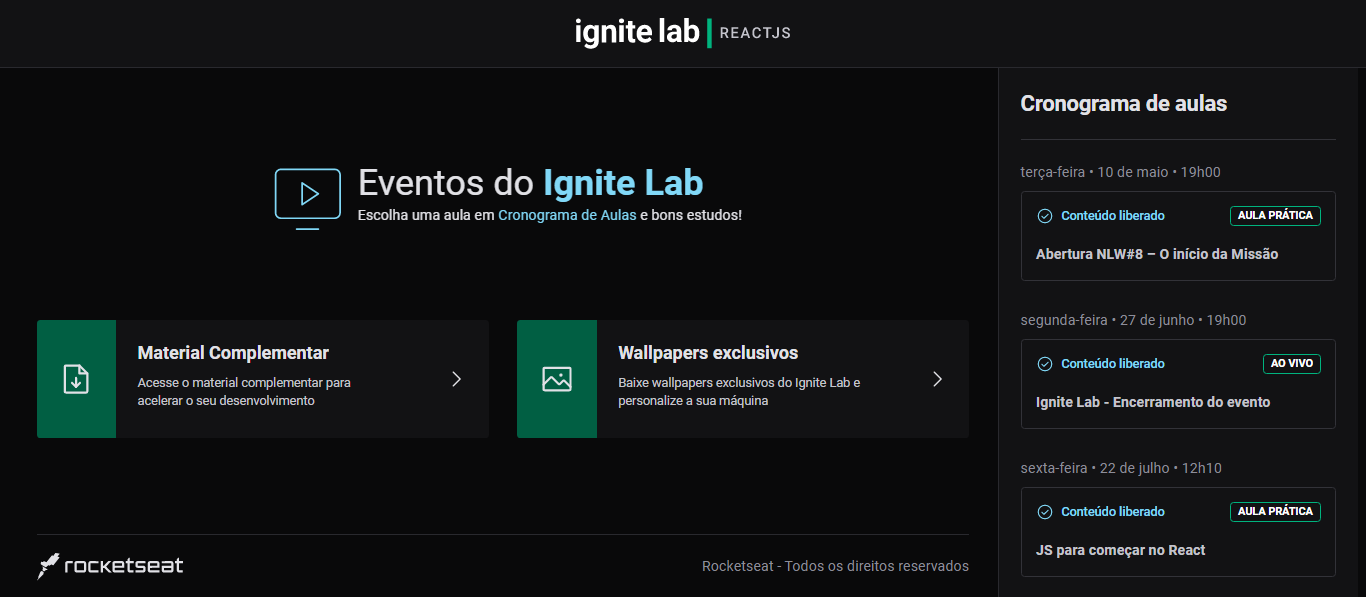 ignite lab REACTJS
Eventos do Ignite Lab
Escolha uma aula em Cronograma de Aulas e bons estudos!
Material Complementar
Acesse o material complementar para
acelerar o seu desenvolvimento
Wallpapers exclusivos
Baixe wallpapers exclusivos do Ignite Lab e
personalize a sua máquina
rocketseat
Rocketseat - Todos os direitos reservados
Cronograma de aulas
terça-feira • 10 de maio • 19h00
Conteúdo liberado AULA PRÁTICA
Abertura NLW#8 – O início da Missão
segunda-feira • 27 de junho • 19h00
Conteúdo liberado AO VIVO
Ignite Lab - Encerramento do evento
sexta-feira • 22 de julho • 12h10
Conteúdo liberado AULA PRÁTICA
JS para começar no React